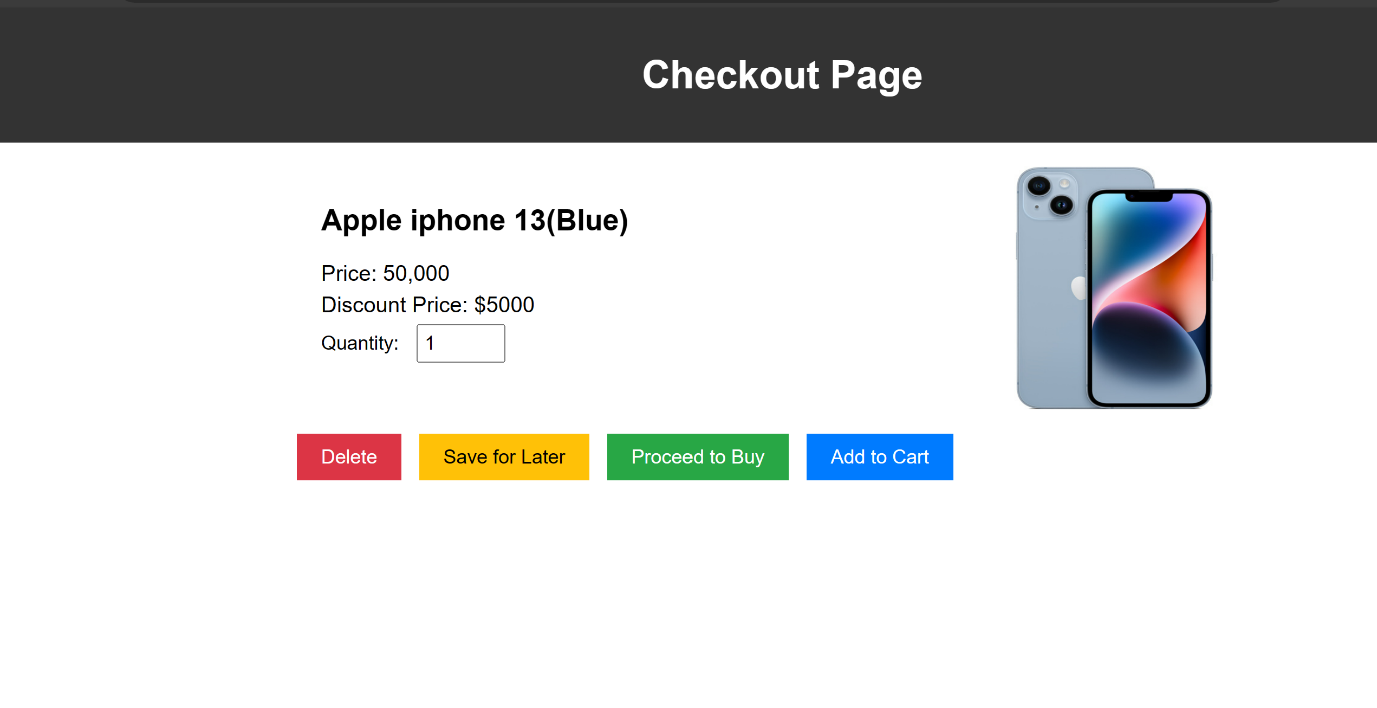 Checkout Page
Apple iphone 13(Blue)
Price: 50,000
Discount Price: $5000
Quantity: 1
Delete Save for Later Proceed to Buy Add to Cart